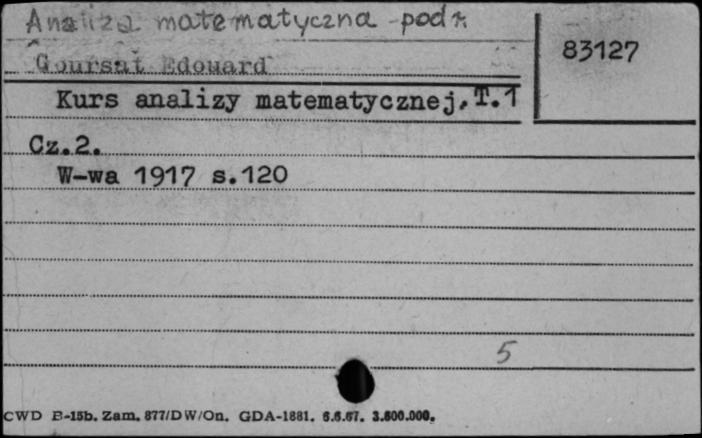 Analiza matematyczna - podr.
83127
Goursat Edouard
Kurs analizy matematycznej, T.1
Cz.2.
W-wa 1917 s.120
5
CWD B-15b. Zam. 877/DW/On. GDA-1881. 6.6.67. 3.600.000.